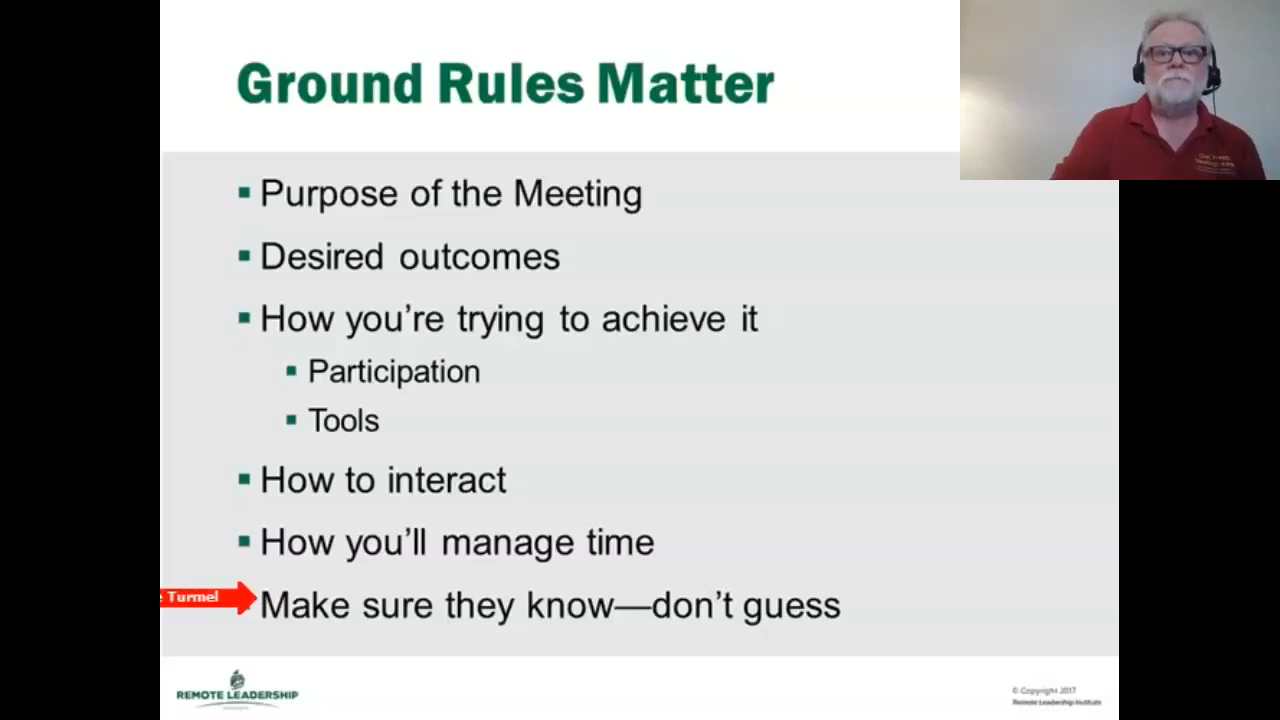 Ground Rules Matter
Purpose of the Meeting
Desired outcomes
How you're trying to achieve it
Participation
Tools
How to interact
How you'll manage time
Turmel
Make sure they know—don't guess
REMOTE LEADERSHIP
© Copyright 2017
Remote Leadership Institute